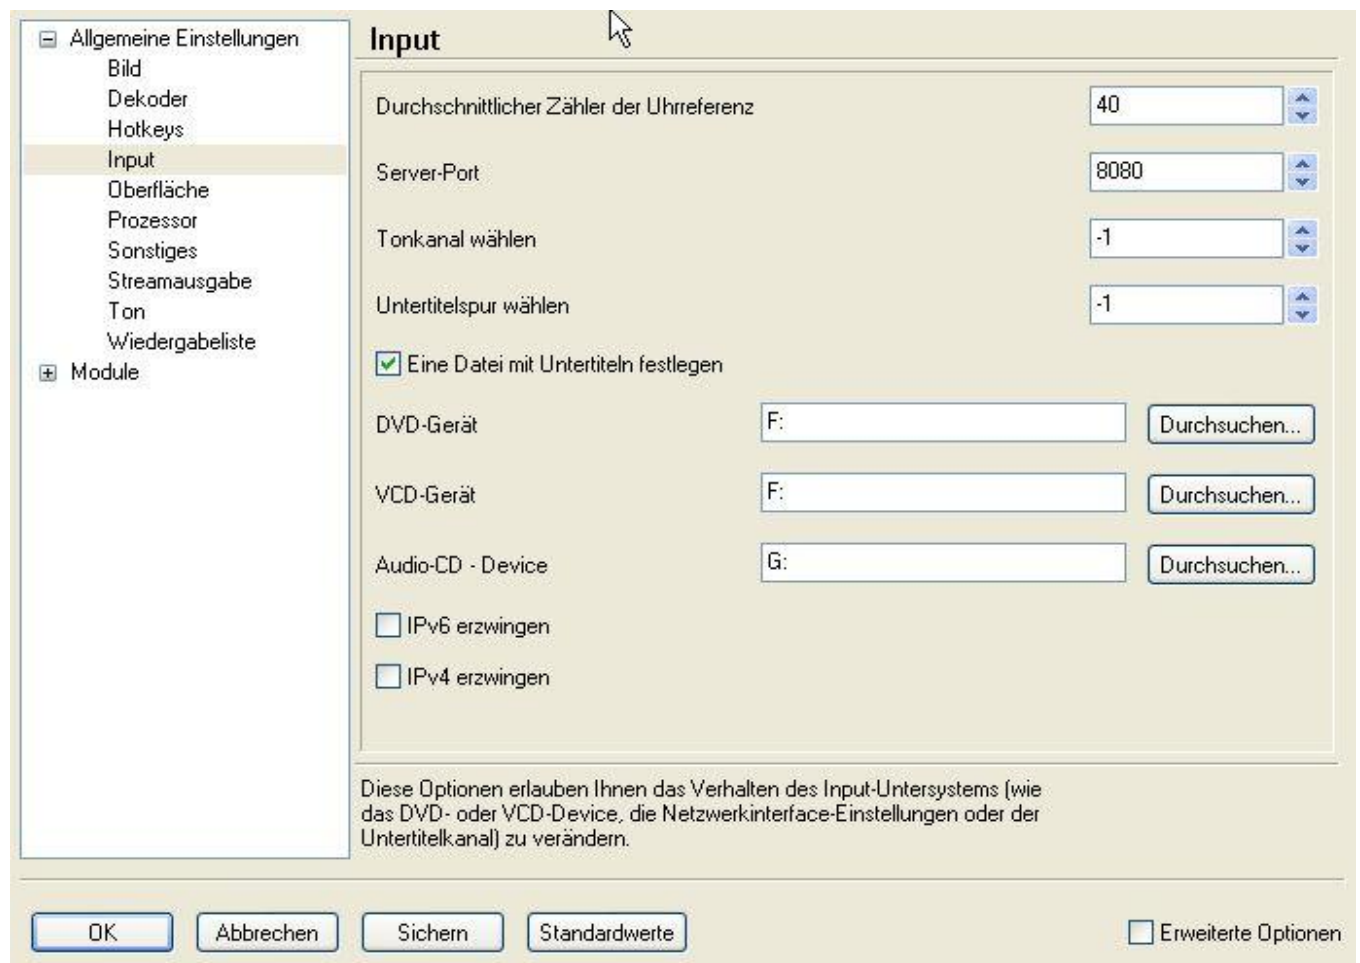 Allgemeine Einstellungen
Bild
Dekoder
Hotkeys
Input
Oberfläche
Prozessor
Sonstiges
Streamausgabe
Ton
Wiedergabeliste
Module
Input
Durchschnittlicher Zähler der Uhrreferenz 40
Server-Port 8080
Tonkanal wählen -1
Untertitelspur wählen -1
Eine Datei mit Untertiteln festlegen
DVD-Gerät F: Durchsuchen...
VCD-Gerät F: Durchsuchen...
Audio-CD - Device G: Durchsuchen...
IPv6 erzwingen
IPv4 erzwingen
Diese Optionen erlauben Ihnen das Verhalten des Input-Untersystems (wie
das DVD- oder VCD-Device, die Netzwerkinterface-Einstellungen oder der
Untertitelkanal) zu verändern.
OK Abbrechen Sichern Standardwerte Erweiterte Optionen